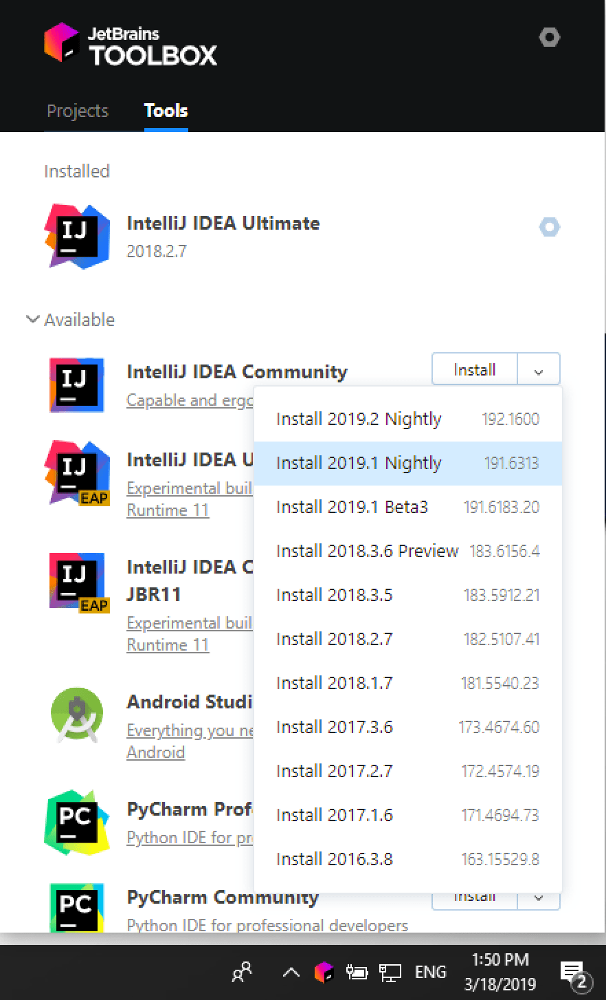 JetBrains
TOOLBOX
Projects
Tools
Installed
IJ
IntelliJ IDEA Ultimate
2018.2.7
Available
IJ
IntelliJ IDEA Community
Install
Capable and ergo
Install 2019.2 Nightly 192.1600
Install 2019.1 Nightly 191.6313
Install 2019.1 Beta3 191.6183.20
Install 2018.3.6 Preview 183.6156.4
Install 2018.3.5 183.5912.21
Install 2018.2.7 182.5107.41
Install 2018.1.7 181.5540.23
Install 2017.3.6 173.4674.60
Install 2017.2.7 172.4574.19
Install 2017.1.6 171.4694.73
Install 2016.3.8 163.15529.8
IJ
EAP
IntelliJ IDEA U
Experimental buil
Runtime 11
IJ
EAP
IntelliJ IDEA C
JBR11
Experimental buil
Runtime 11
Android Studi
Everything you ne
Android
PC
PyCharm Prof
Python IDE for pr
PC
PyCharm Community
Install
Python IDE for professional developers
ENG
1:50 PM
3/18/2019
2